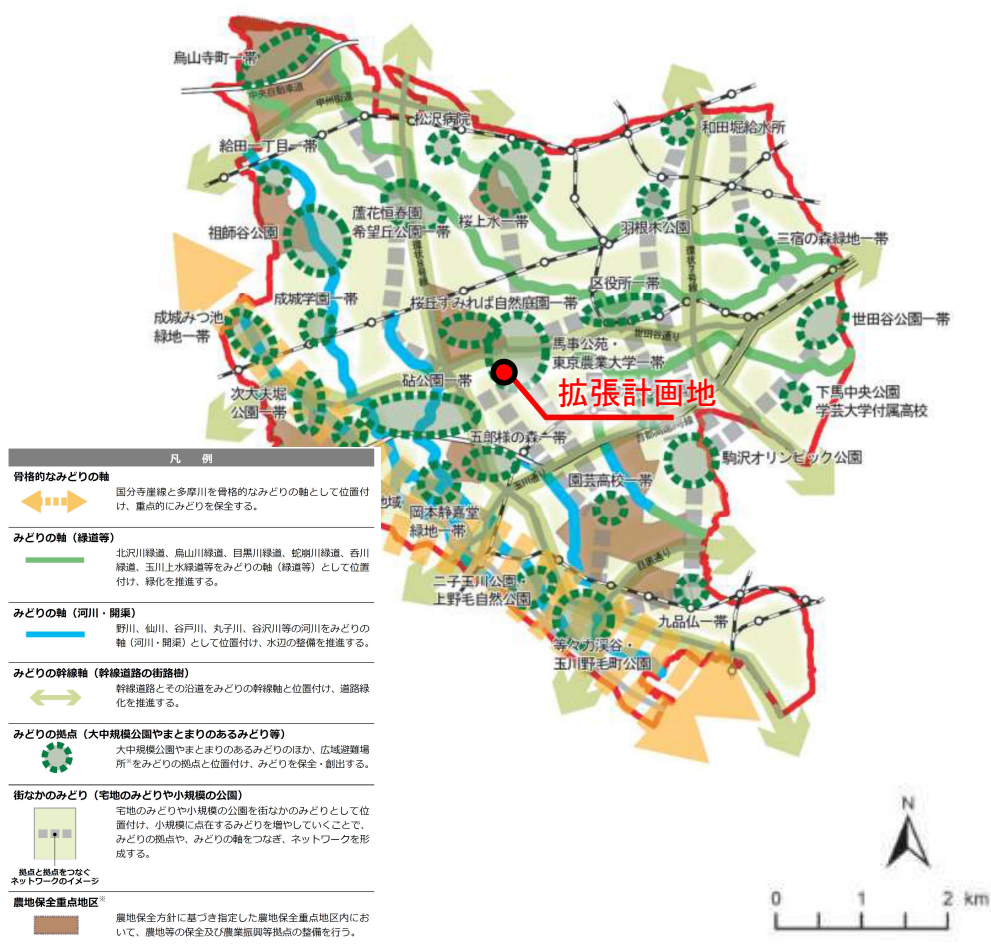 烏山寺町一帯
中央自動車道
甲州街道
松沢病院
和田堀給水所
給田一丁目一帯
蘆花恒春園
希望丘公園一帯
桜上水一帯
羽根木公園
祖師谷公園
環状8号線
環状7号線
三宿の森緑地一帯
成城学園一帯
区役所一帯
桜丘すみれば自然庭園一帯
成城みつ池
緑地一帯
世田谷通り
世田谷公園一帯
馬事公苑・
東京農業大学一帯
砧公園一帯
拡張計画地
次大夫堀
公園一帯
下馬中央公園
学芸大学付属高校
五郎様の森一帯
駒沢オリンピック公園
玉川通り
園芸高校一帯
地域
岡本静嘉堂
緑地一帯
目黒通り
二子玉川公園・
上野毛自然公園
九品仏一帯
等々力渓谷・
玉川野毛町公園
凡 例
骨格的なみどりの軸
国分寺崖線と多摩川を骨格的なみどりの軸として位置付
け、重点的にみどりを保全する。
みどりの軸（緑道等）
北沢川緑道、烏山川緑道、目黒川緑道、蛇崩川緑道、呑川
緑道、玉川上水緑道等をみどりの軸（緑道等）として位置
付け、緑化を推進する。
みどりの軸（河川・開渠）
野川、仙川、谷戸川、丸子川、谷沢川等の河川をみどりの
軸（河川・開渠）として位置付け、水辺の整備を推進する。
みどりの幹線軸（幹線道路の街路樹）
幹線道路とその沿道をみどりの幹線軸と位置付け、道路緑
化を推進する。
みどりの拠点（大中規模公園やまとまりのあるみどり等）
大中規模公園やまとまりのあるみどりのほか、広域避難場
所※をみどりの拠点と位置付け、みどりを保全・創出する。
街なかのみどり（宅地のみどりや小規模の公園）
宅地のみどりや小規模の公園を街なかのみどりとして位
置付け、小規模に点在するみどりを増やしていくことで、
みどりの拠点や、みどりの軸をつなぎ、ネットワークを形
成する。
拠点と拠点をつなぐ
ネットワークのイメージ
農地保全重点地区※
農地保全方針に基づき指定した農地保全重点地区内にお
いて、農地等の保全及び農業振興等拠点の整備を行う。
N
0 1 2 km